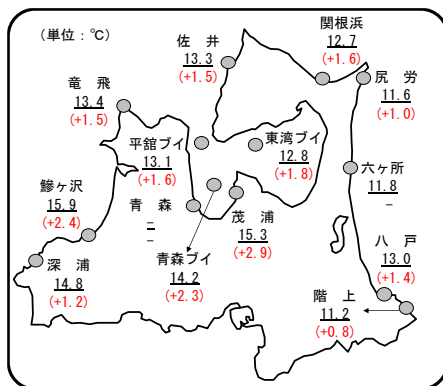 (単位：℃)
佐井
13.3
(+1.5)
関根浜
12.7
(+1.6)
尻労
11.6
(+1.0)
竜飛
13.4
(+1.5)
平舘ブイ
13.1
(+1.6)
東湾ブイ
12.8
(+1.8)
六ヶ所
11.8
－
鰺ヶ沢
15.9
(+2.4)
青森
－
－
茂浦
15.3
(+2.9)
深浦
14.8
(+1.2)
青森ブイ
14.2
(+2.3)
八戸
13.0
(+1.4)
階上
11.2
(+0.8)